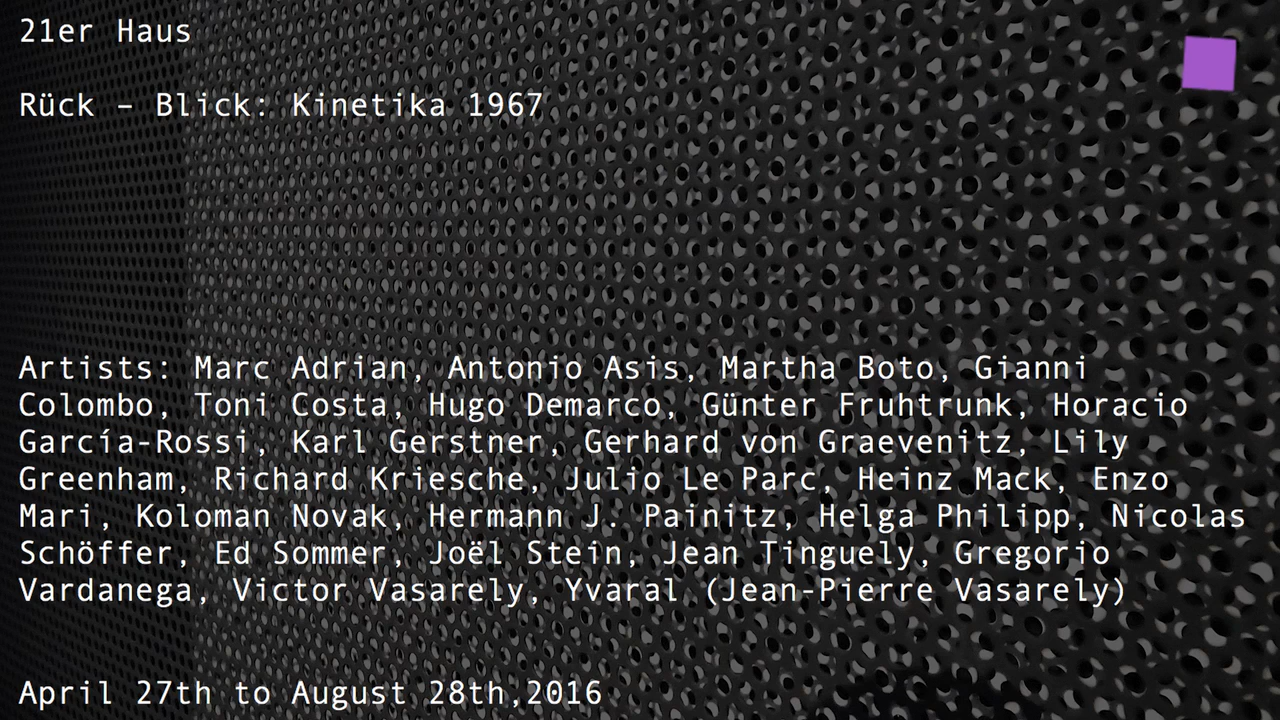 21er Haus
Rück – Blick: Kinetika 1967
Artists: Marc Adrian, Antonio Asis, Martha Boto, Gianni
Colombo, Toni Costa, Hugo Demarco, Günter Fruhtrunk, Horacio
García-Rossi, Karl Gerstner, Gerhard von Graevenitz, Lily
Greenham, Richard Kriesche, Julio Le Parc, Heinz Mack, Enzo
Mari, Koloman Novak, Hermann J. Painitz, Helga Philipp, Nicolas
Schöffer, Ed Sommer, Joël Stein, Jean Tinguely, Gregorio
Vardanega, Victor Vasarely, Yvaral (Jean-Pierre Vasarely)
April 27th to August 28th,2016